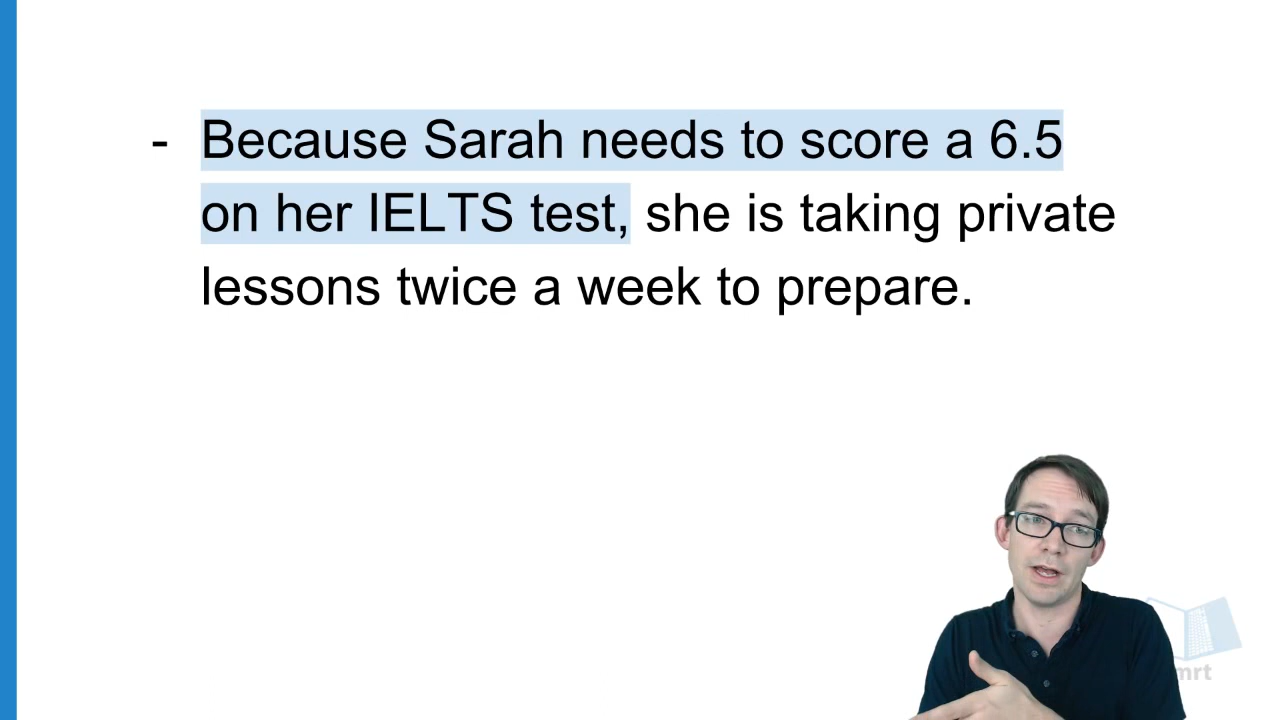 - Because Sarah needs to score a 6.5
on her IELTS test, she is taking private
lessons twice a week to prepare.
mrt